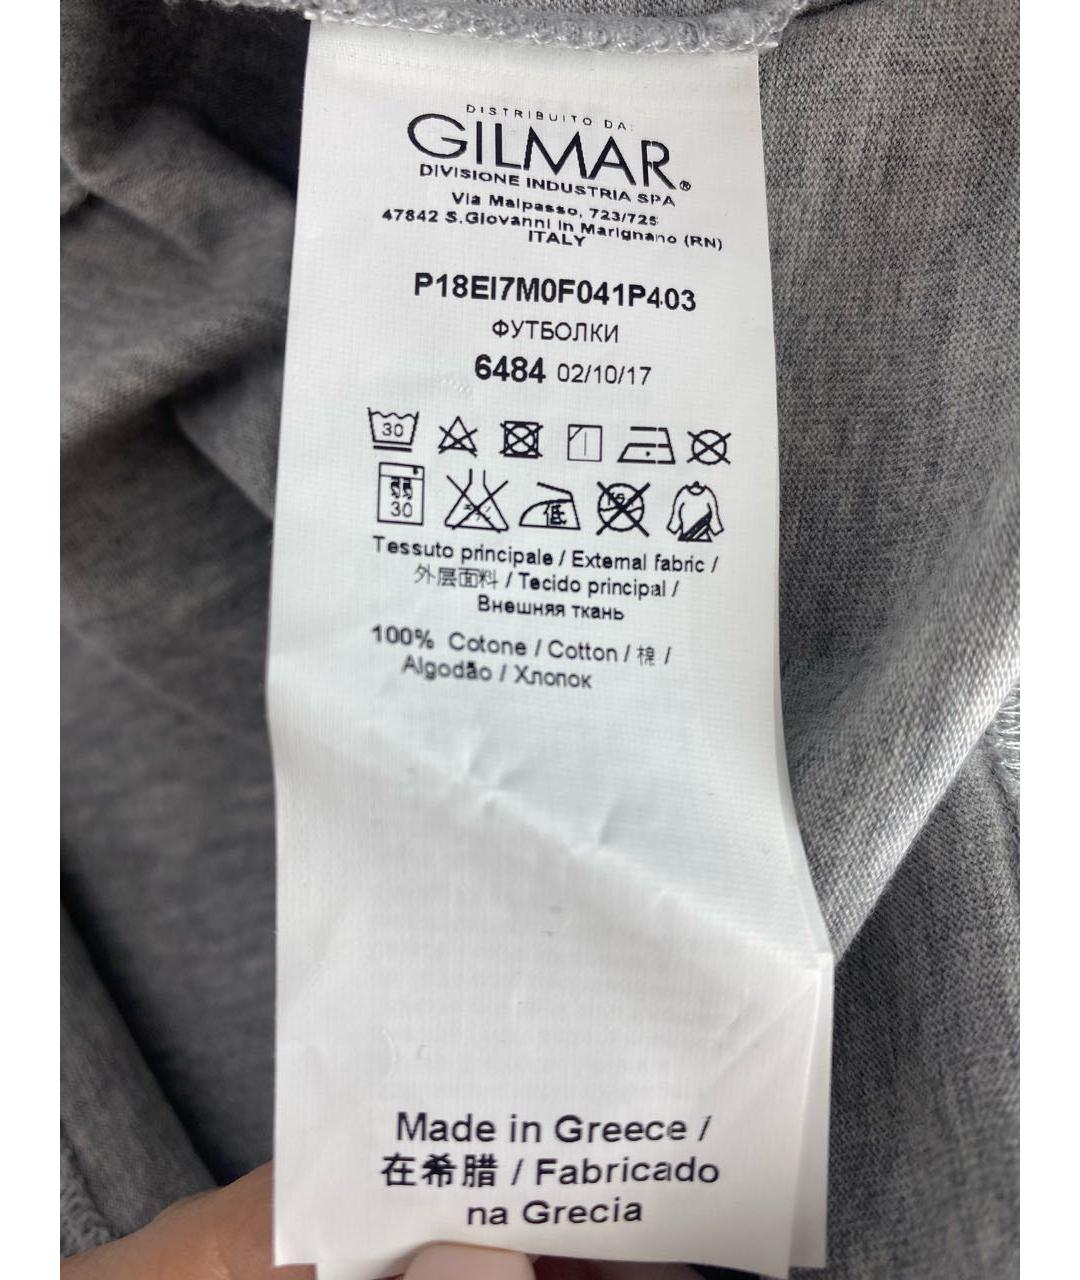 DISTRIBUITO DA:
GILMAR®
DIVISIONE INDUSTRIA SPA
Via Malpasso, 723/725
47842 S.Giovanni in Marignano (RN)
ITALY
P18EI7M0F041P403
ФУТБОЛКИ
6484 02/10/17
30
30 低
Tessuto principale / External fabric /
外层面料 / Tecido principal /
Внешняя ткань
100% Cotone / Cotton / 棉 /
Algodão / Хлопок
Made in Greece /
在希腊 / Fabricado
na Grecia